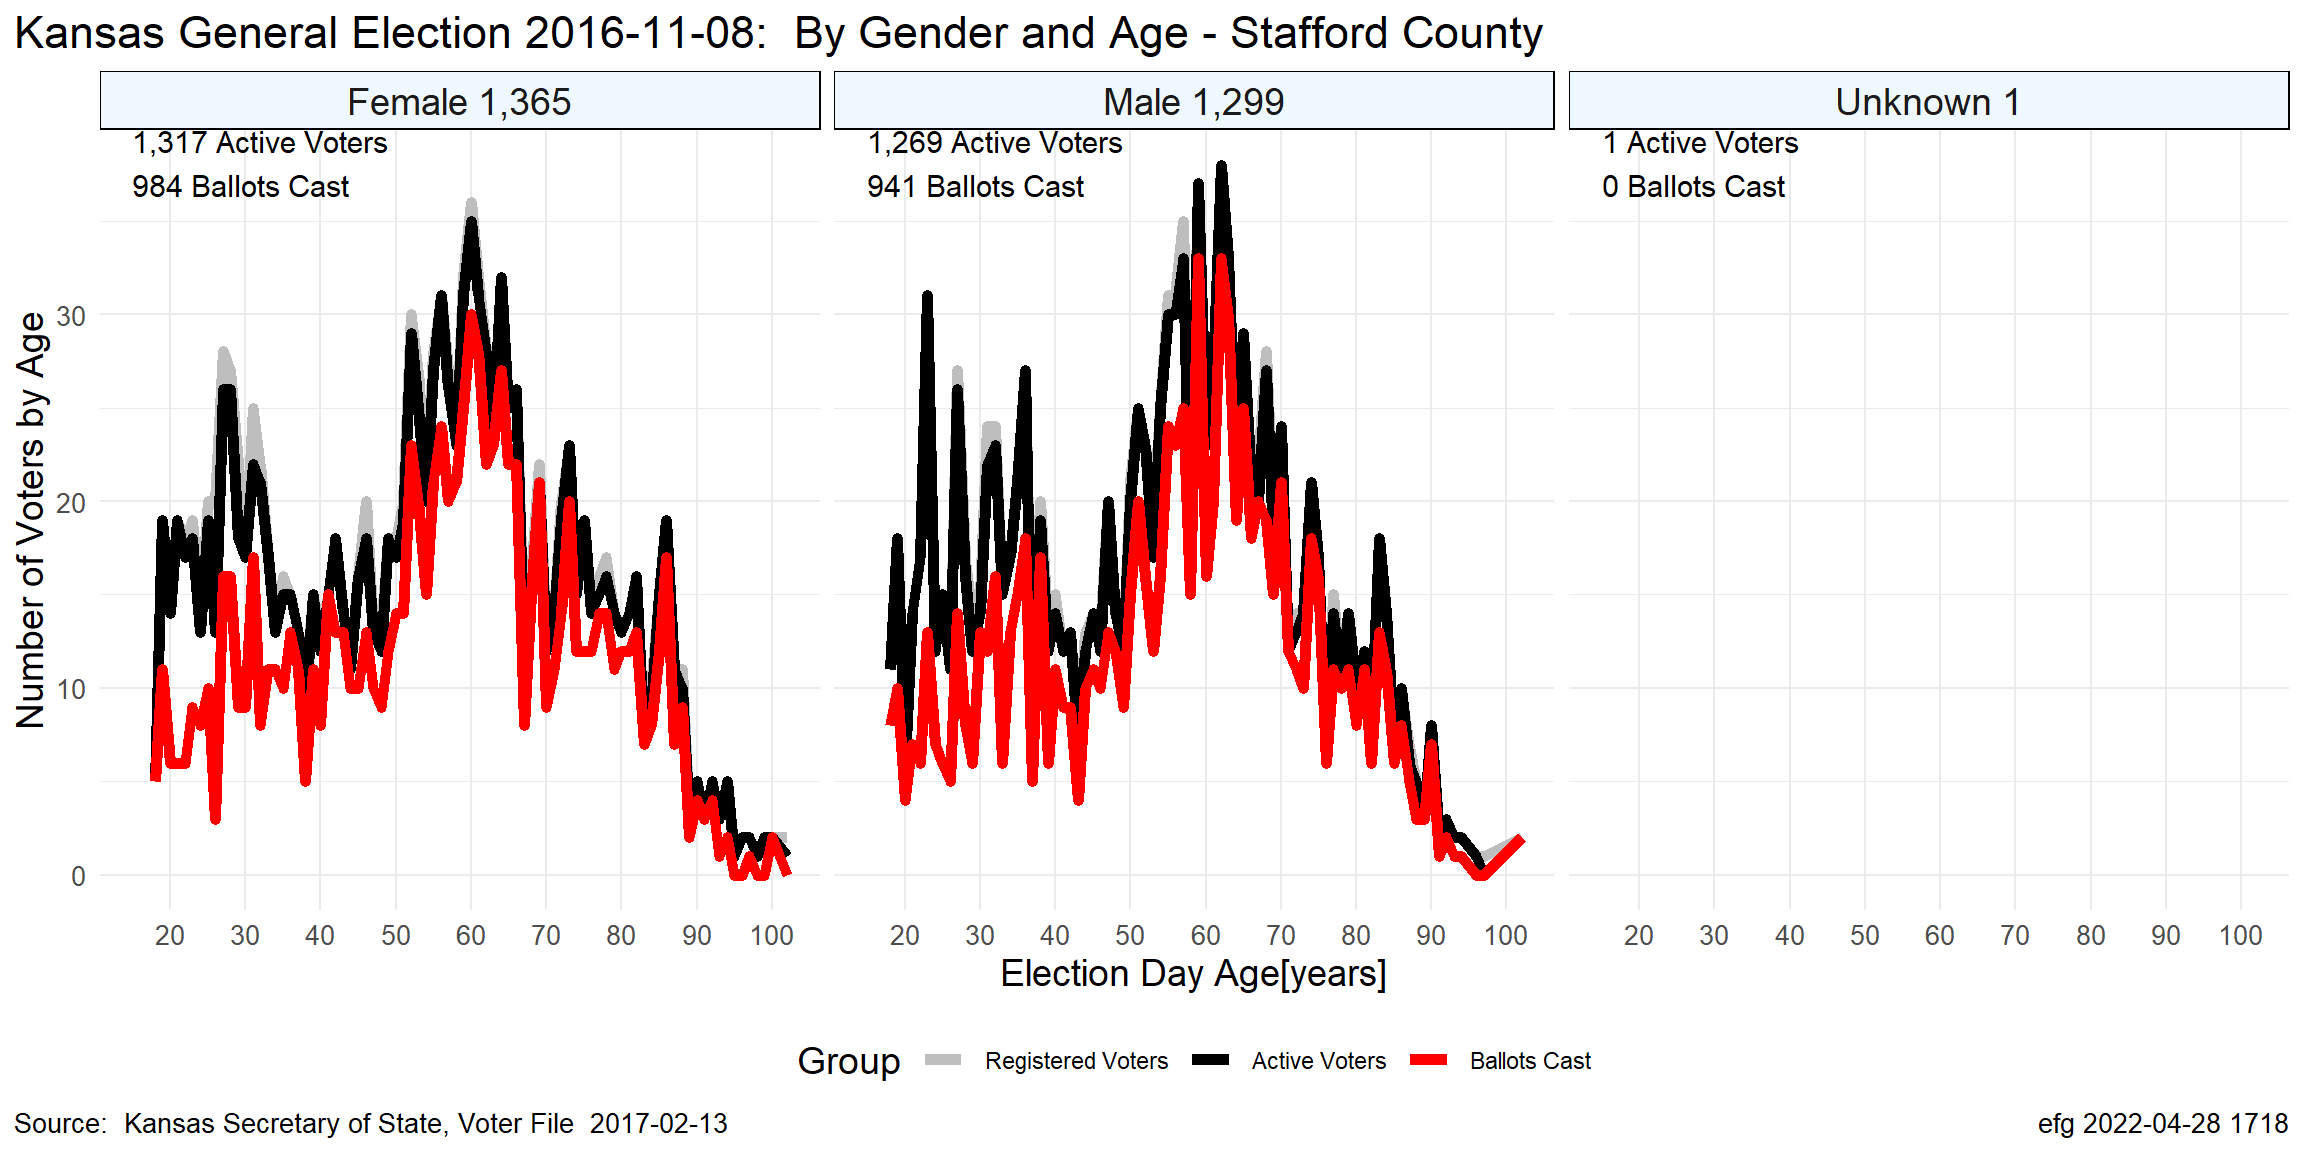 Kansas General Election 2016-11-08:  By Gender and Age - Stafford County
Female 1,365
Male 1,299
Unknown 1
1,317 Active Voters
984 Ballots Cast
1,269 Active Voters
941 Ballots Cast
1 Active Voters
0 Ballots Cast
Number of Voters by Age
30
20
10
0
20 30 40 50 60 70 80 90 100
20 30 40 50 60 70 80 90 100
20 30 40 50 60 70 80 90 100
Election Day Age[years]
Group Registered Voters Active Voters Ballots Cast
Source:  Kansas Secretary of State, Voter File  2017-02-13
efg 2022-04-28 1718